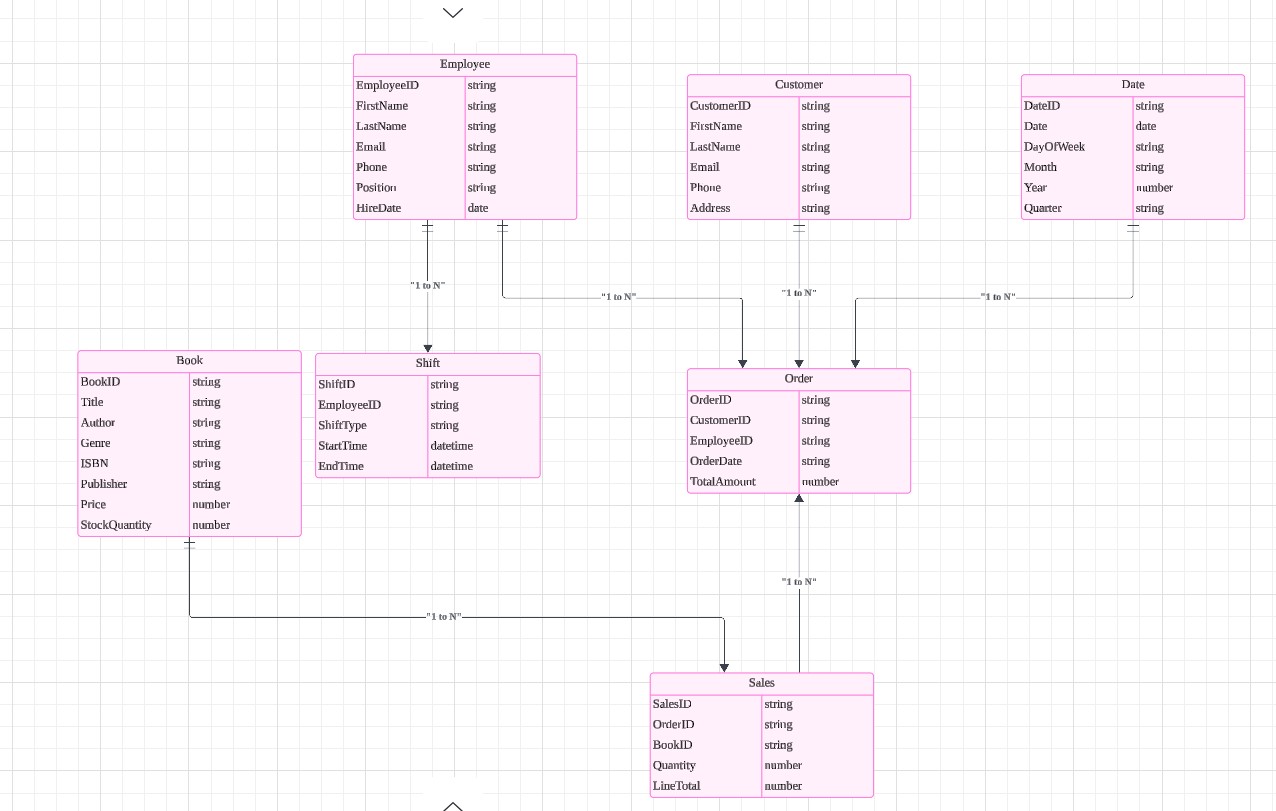 Employee
EmployeeID string
FirstName string
LastName string
Email string
Phone string
Position string
HireDate date
Customer
CustomerID string
FirstName string
LastName string
Email string
Phone string
Address string
Date
DateID string
Date date
DayOfWeek string
Month string
Year number
Quarter string
"1 to N"
"1 to N"
"1 to N"
"1 to N"
Book
BookID string
Title string
Author string
Genre string
ISBN string
Publisher string
Price number
StockQuantity number
Shift
ShiftID string
EmployeeID string
ShiftType string
StartTime datetime
EndTime datetime
Order
OrderID string
CustomerID string
EmployeeID string
OrderDate string
TotalAmount number
"1 to N"
"1 to N"
Sales
SalesID string
OrderID string
BookID string
Quantity number
LineTotal number